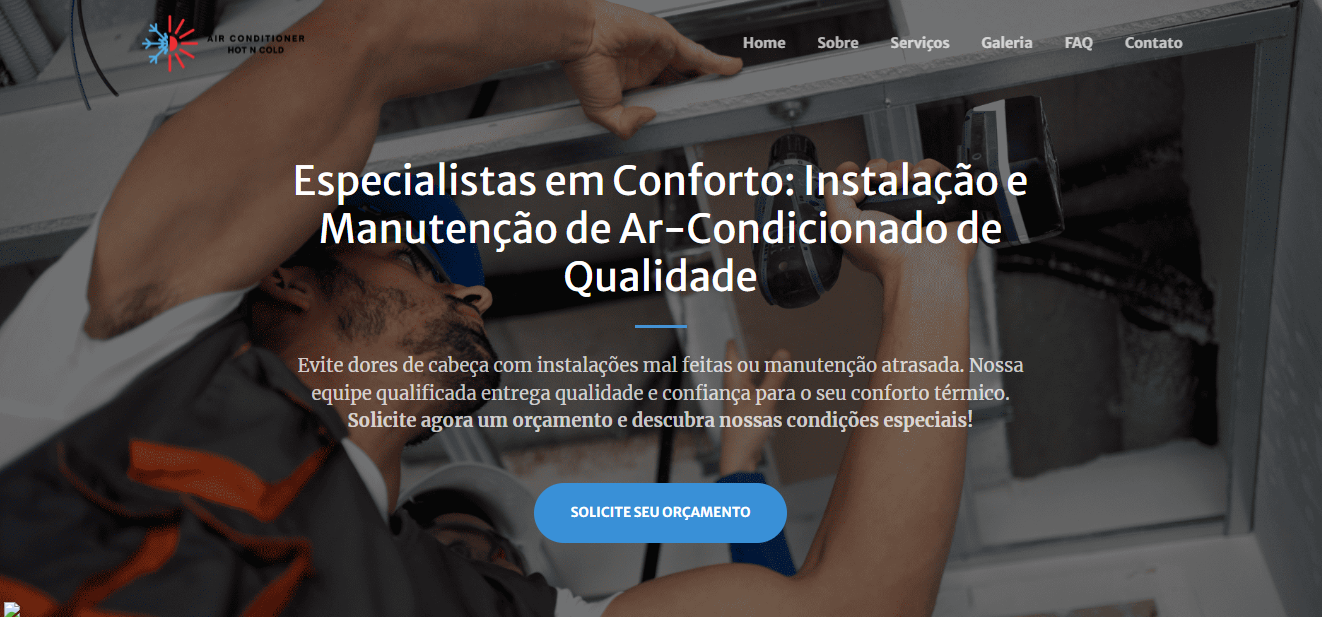 AIR CONDITIONER
HOT N COLD
Home Sobre Serviços Galeria FAQ Contato
Especialistas em Conforto: Instalação e
Manutenção de Ar-Condicionado de
Qualidade
Evite dores de cabeça com instalações mal feitas ou manutenção atrasada. Nossa
equipe qualificada entrega qualidade e confiança para o seu conforto térmico.
Solicite agora um orçamento e descubra nossas condições especiais!
SOLICITE SEU ORÇAMENTO